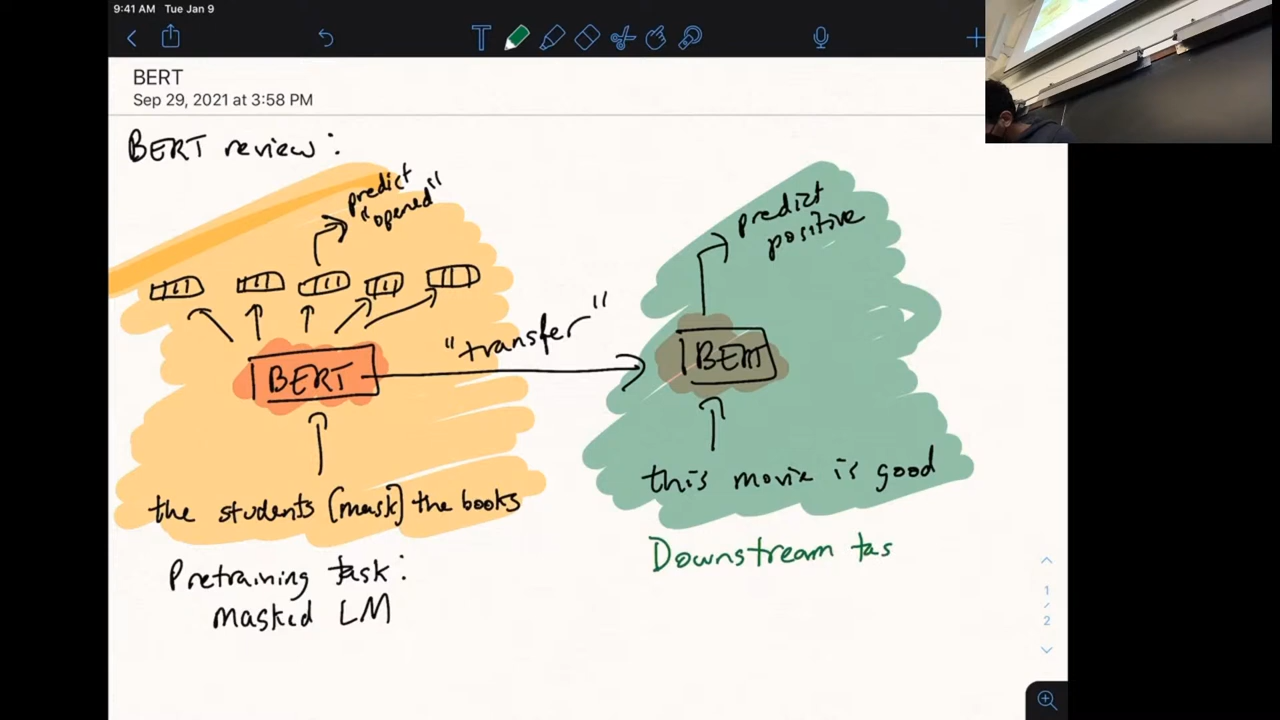 9:41 AM Tue Jan 9
BERT
Sep 29, 2021 at 3:58 PM
BERT review:
predict
"opened"
predict
positive
"transfer"
BERT
BERT
the students [mask] the books
this movie is good
Pretraining task:
masked LM
Downstream tas
1
/
2